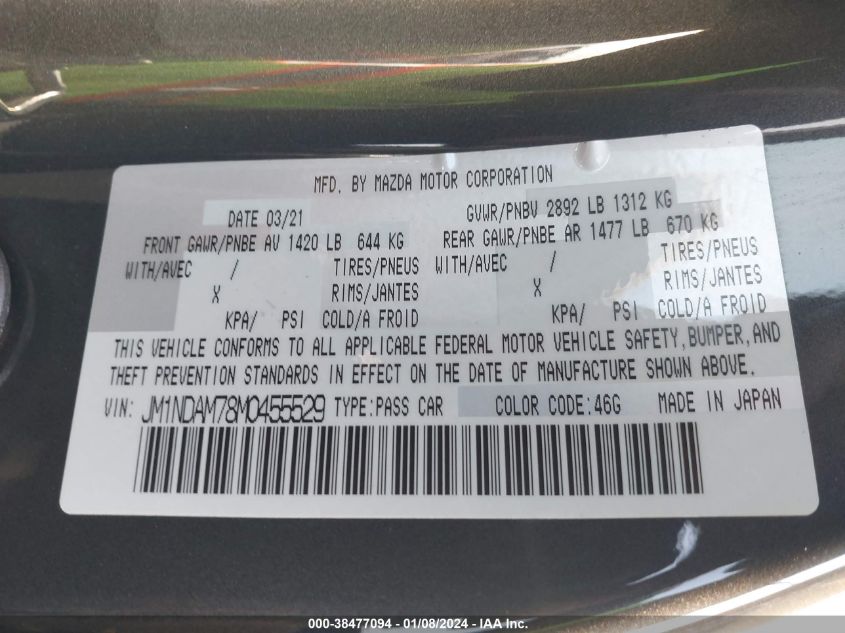 MFD. BY MAZDA MOTOR CORPORATION
DATE 03/21 GVWR/PNBV 2892 LB 1312 KG
FRONT GAWR/PNBE AV 1420 LB 644 KG REAR GAWR/PNBE AR 1477 LB 670 KG
WITH/AVEC / TIRES/PNEUS WITH/AVEC / TIRES/PNEUS
X RIMS/JANTES X RIMS/JANTES
KPA/ PSI COLD/A FROID KPA/ PSI COLD/A FROID
THIS VEHICLE CONFORMS TO ALL APPLICABLE FEDERAL MOTOR VEHICLE SAFETY, BUMPER, AND
THEFT PREVENTION STANDARDS IN EFFECT ON THE DATE OF MANUFACTURE SHOWN ABOVE.
VIN: JM1NDAM78M0455529 TYPE:PASS CAR COLOR CODE:46G MADE IN JAPAN
000-38477094 - 01/08/2024 - IAA Inc.